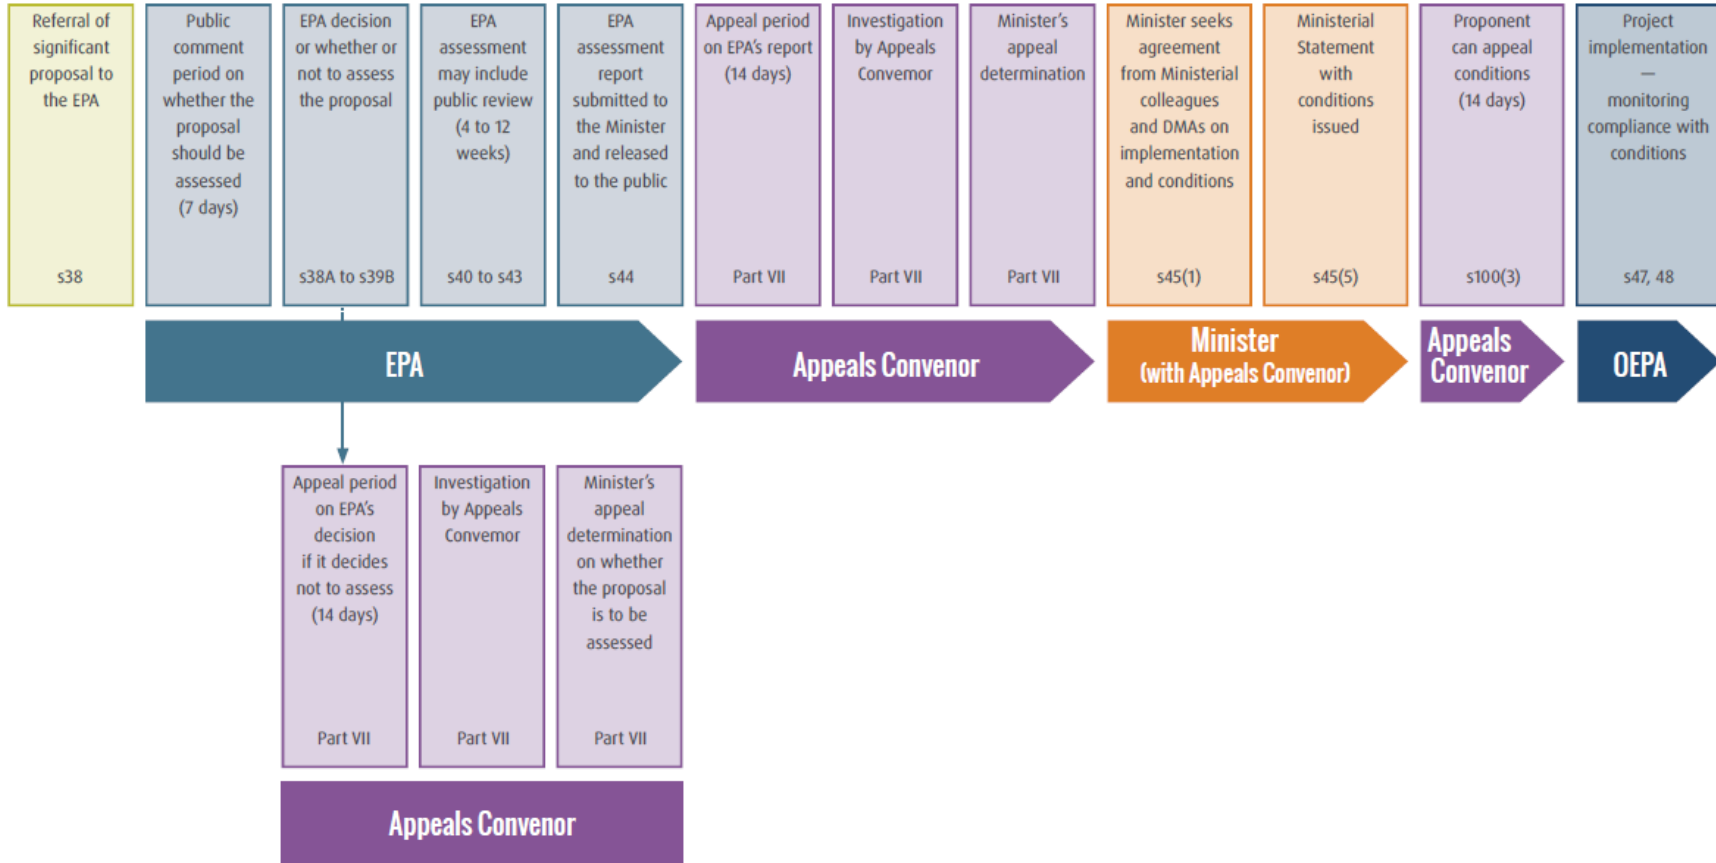 Referral of
significant
proposal to
the EPA
s38
Public
comment
period on
whether the
proposal
should be
assessed
(7 days)
EPA decision
or whether or
not to assess
the proposal
s38A to s39B
EPA
assessment
may include
public review
(4 to 12
weeks)
s40 to s43
EPA
assessment
report
submitted to
the Minister
and released
to the public
s44
Appeal period
on EPA's report
(14 days)
Part VII
Investigation
by Appeals
Convemor
Part VII
Minister's
appeal
determination
Part VII
Minister seeks
agreement
from Ministerial
colleagues
and DMAs on
implementation
and conditions
s45(1)
Ministerial
Statement
with
conditions
issued
s45(5)
Proponent
can appeal
conditions
(14 days)
s100(3)
Project
implementation
—
monitoring
compliance with
conditions
s47, 48
EPA
Appeals Convenor
Minister
(with Appeals Convenor)
Appeals
Convenor
OEPA
Appeal period
on EPA's
decision
if it decides
not to assess
(14 days)
Part VII
Investigation
by Appeals
Convemor
Part VII
Minister's
appeal
determination
on whether
the proposal
is to be
assessed
Part VII
Appeals Convenor